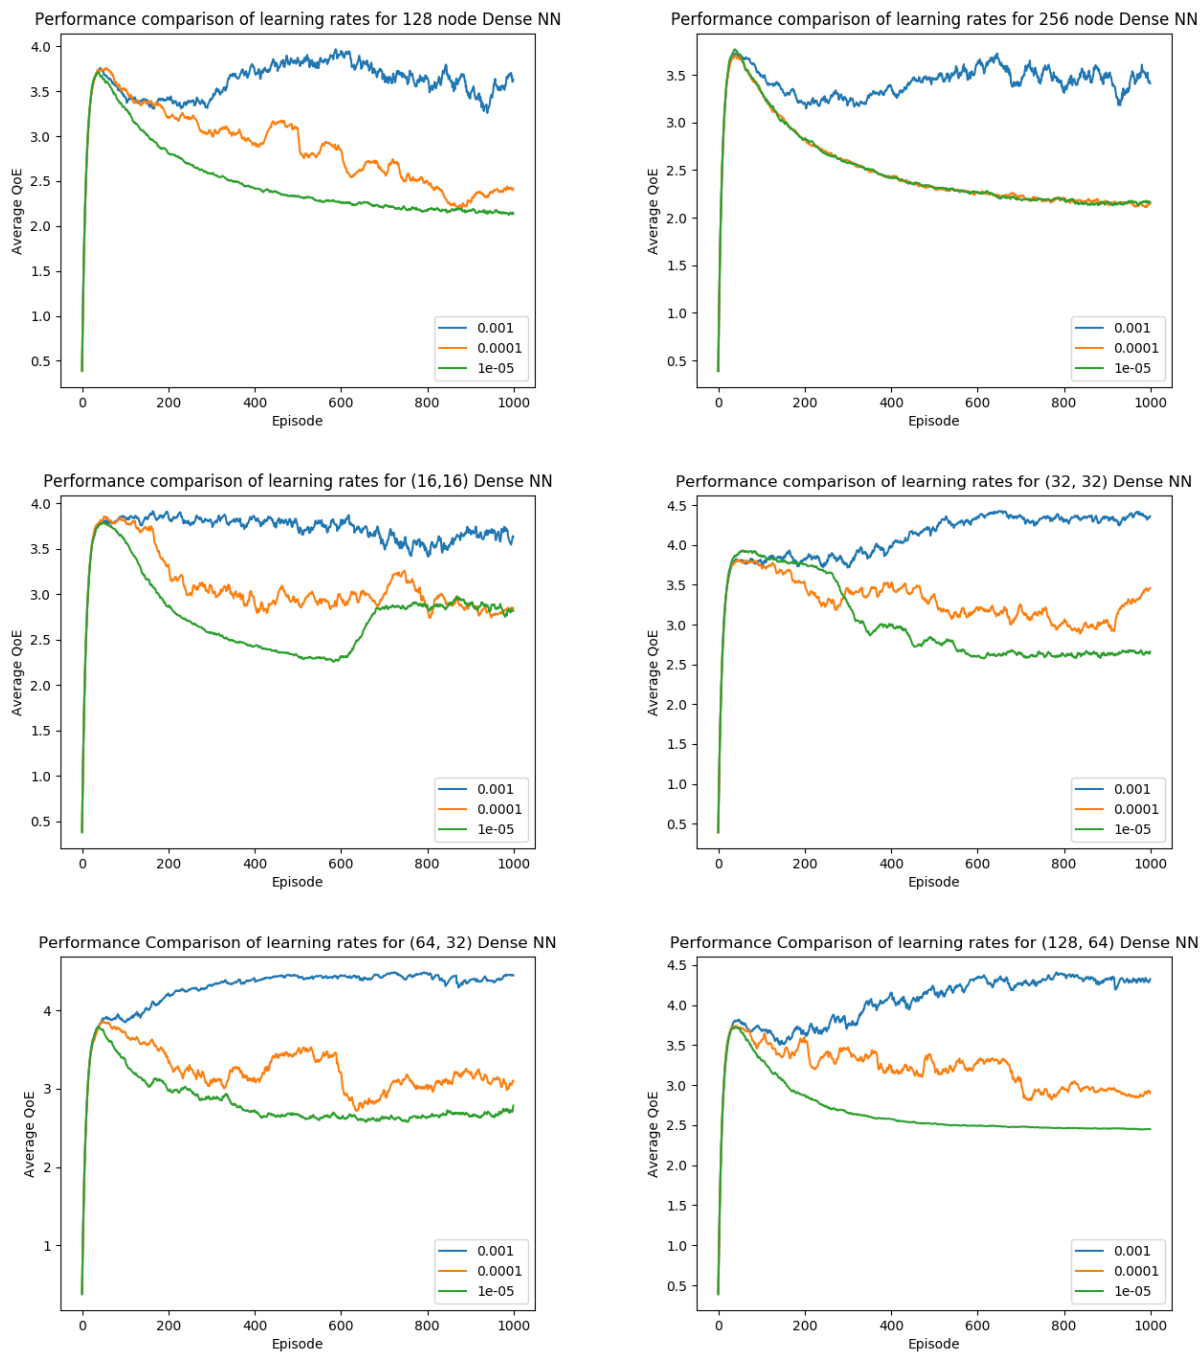 Performance comparison of learning rates for 128 node Dense NN
4.0
3.5
3.0
2.5
2.0
1.5
1.0
0.5
Average QoE
0.001
0.0001
1e-05
0 200 400 600 800 1000
Episode
Performance comparison of learning rates for 256 node Dense NN
3.5
3.0
2.5
2.0
1.5
1.0
0.5
Average QoE
0.001
0.0001
1e-05
0 200 400 600 800 1000
Episode
Performance comparison of learning rates for (16,16) Dense NN
4.0
3.5
3.0
2.5
2.0
1.5
1.0
0.5
Average QoE
0.001
0.0001
1e-05
0 200 400 600 800 1000
Episode
Performance comparison of learning rates for (32, 32) Dense NN
4.5
4.0
3.5
3.0
2.5
2.0
1.5
1.0
0.5
Average QoE
0.001
0.0001
1e-05
0 200 400 600 800 1000
Episode
Performance Comparison of learning rates for (64, 32) Dense NN
4
3
2
1
Average QoE
0.001
0.0001
1e-05
0 200 400 600 800 1000
Episode
Performance Comparison of learning rates for (128, 64) Dense NN
4.5
4.0
3.5
3.0
2.5
2.0
1.5
1.0
0.5
Average QoE
0.001
0.0001
1e-05
0 200 400 600 800 1000
Episode